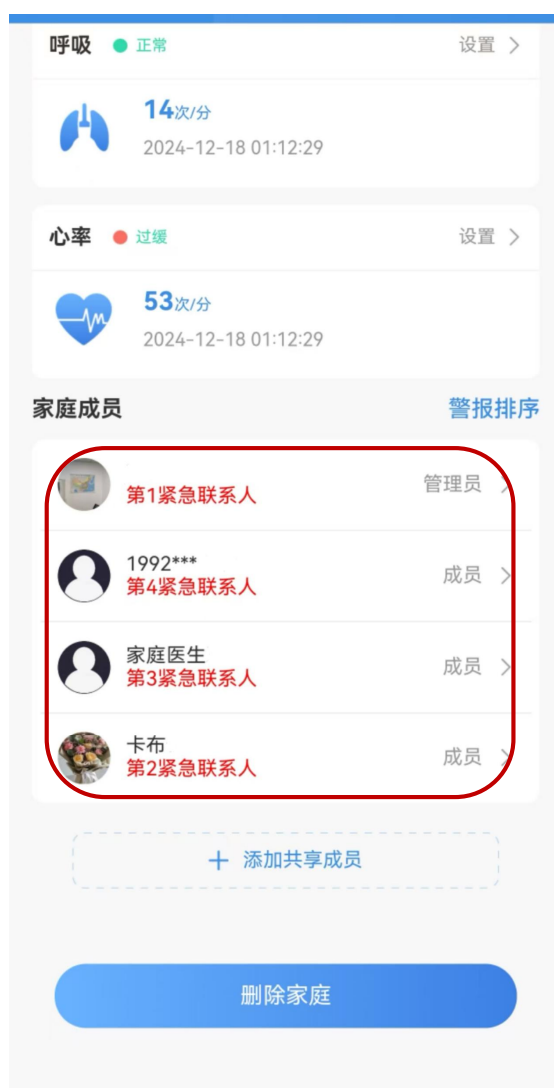 呼吸 正常 设置
14次/分
2024-12-18 01:12:29
心率 过缓 设置
53次/分
2024-12-18 01:12:29
家庭成员 警报排序
第1紧急联系人 管理员
1992***
第4紧急联系人 成员
家庭医生
第3紧急联系人 成员
卡布
第2紧急联系人 成员
+ 添加共享成员
删除家庭